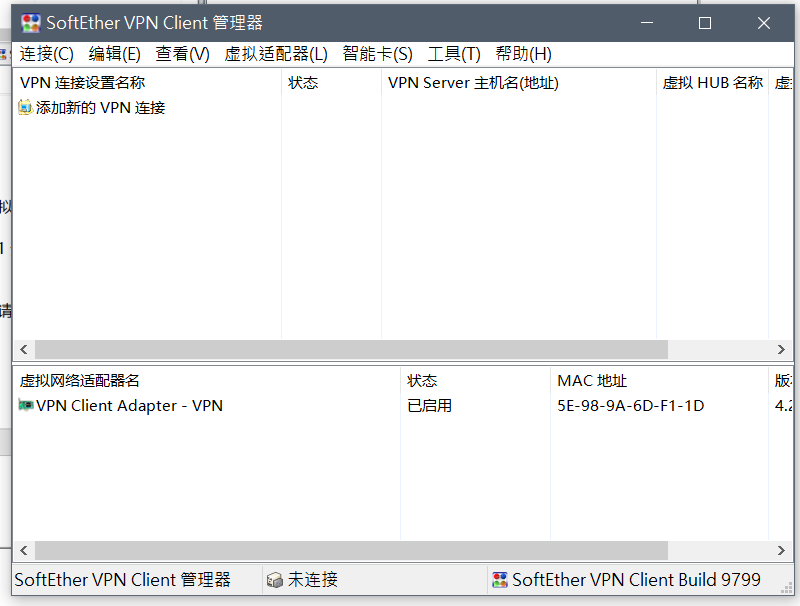 SoftEther VPN Client 管理器
连接(C) 编辑(E) 查看(V) 虚拟适配器(L) 智能卡(S) 工具(T) 帮助(H)
VPN 连接设置名称 状态 VPN Server 主机名(地址) 虚拟 HUB 名称 虚
添加新的 VPN 连接
拟
1
请
虚拟网络适配器名 状态 MAC 地址 版
VPN Client Adapter - VPN 已启用 5E-98-9A-6D-F1-1D 4.2
SoftEther VPN Client 管理器 未连接 SoftEther VPN Client Build 9799